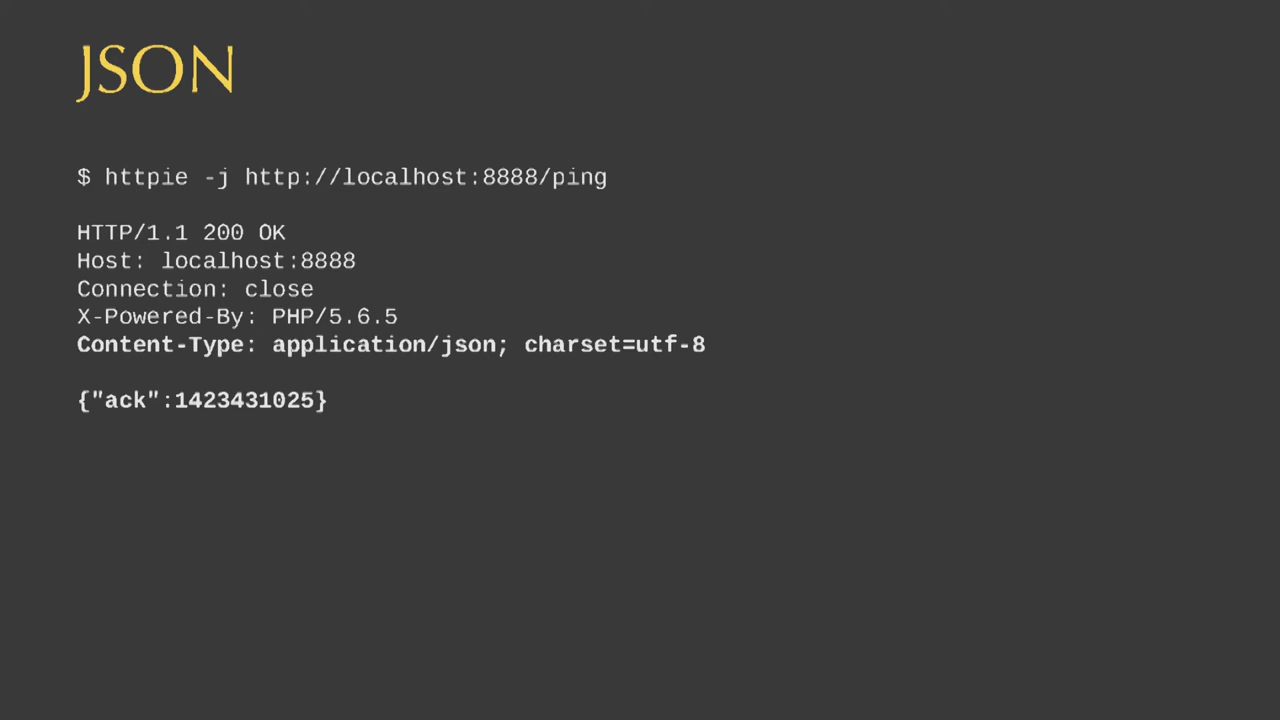 JSON
$ httpie -j http://localhost:8888/ping
HTTP/1.1 200 OK
Host: localhost:8888
Connection: close
X-Powered-By: PHP/5.6.5
Content-Type: application/json; charset=utf-8
{"ack":1423431025}